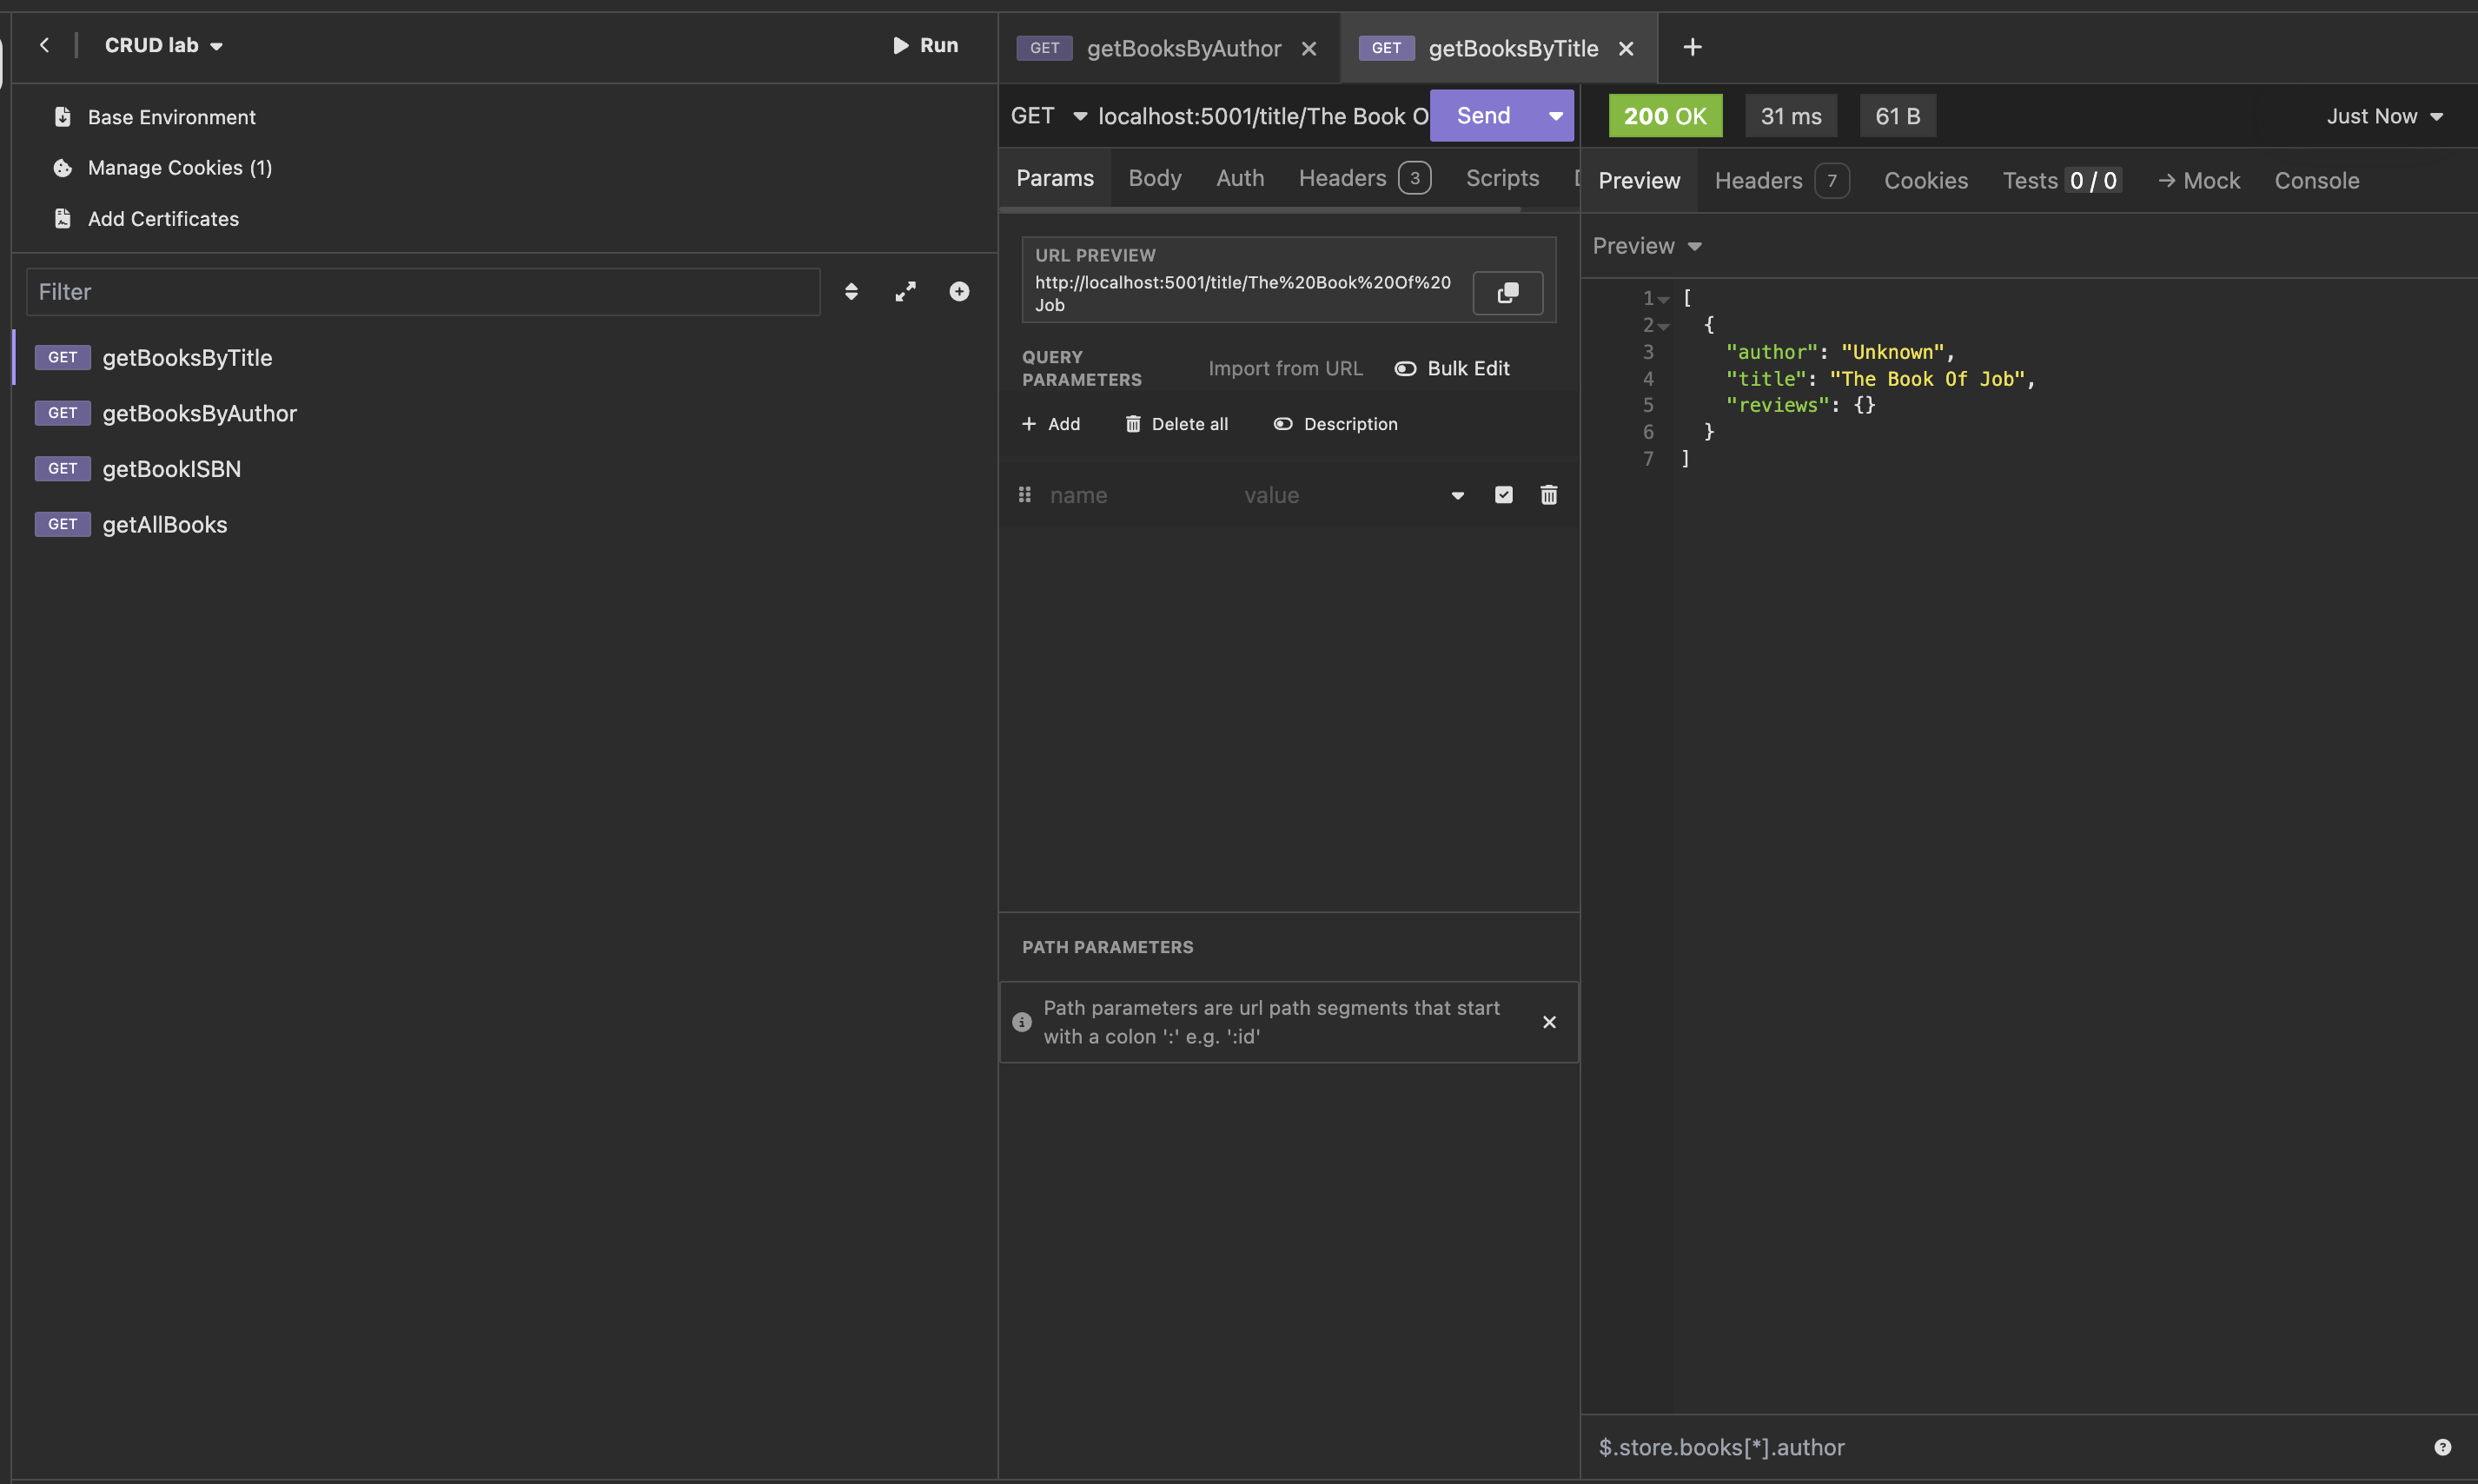 CRUD lab
Run
Base Environment
Manage Cookies (1)
Add Certificates
Filter
GET getBooksByTitle
GET getBooksByAuthor
GET getBookISBN
GET getAllBooks
GET getBooksByAuthor
GET getBooksByTitle
GET localhost:5001/title/The Book O
Send
Params Body Auth Headers 3 Scripts
URL PREVIEW
http://localhost:5001/title/The%20Book%20Of%20
Job
QUERY
PARAMETERS
Import from URL
Bulk Edit
Add
Delete all
Description
name value
PATH PARAMETERS
Path parameters are url path segments that start
with a colon ':' e.g. ':id'
200 OK 31 ms 61 B Just Now
Preview Headers 7 Cookies Tests 0 / 0 → Mock Console
Preview
1 [
2 {
3 "author": "Unknown",
4 "title": "The Book Of Job",
5 "reviews": {}
6 }
7 ]
$.store.books[*].author